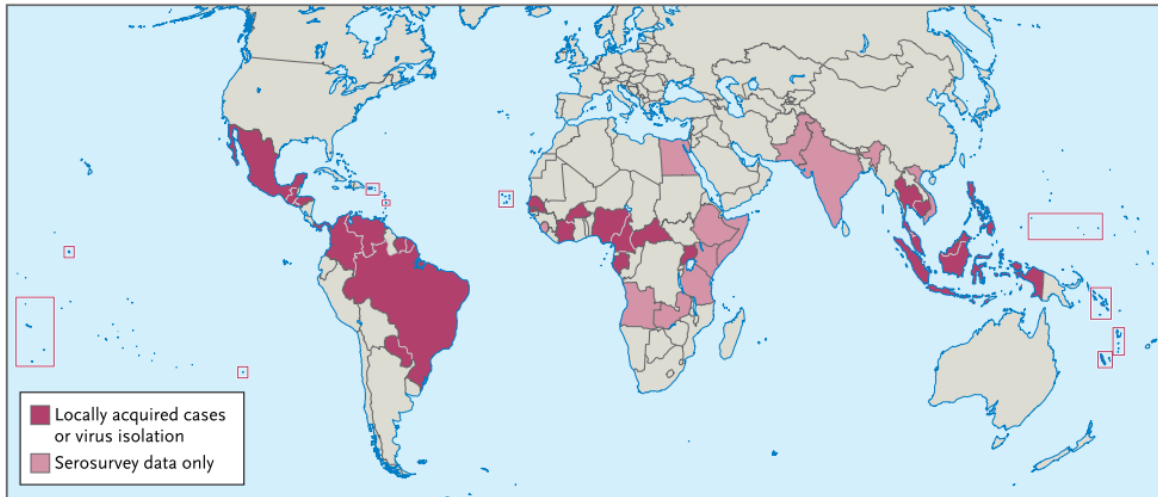 Locally acquired cases
or virus isolation
Serosurvey data only